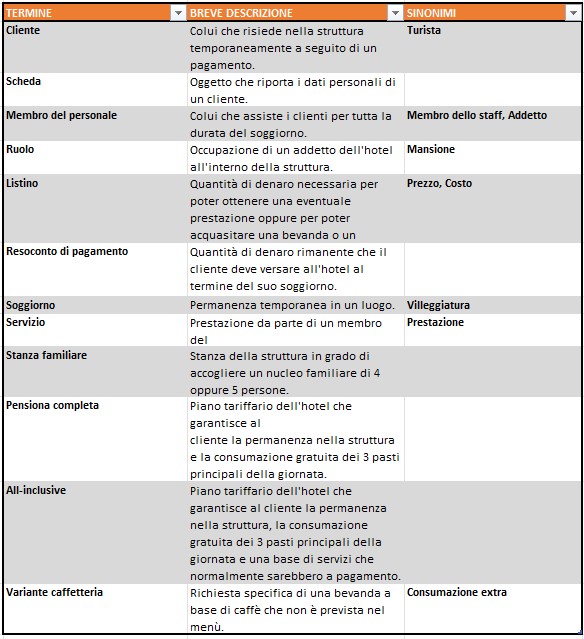 TERMINE BREVE DESCRIZIONE SINONIMI
Cliente Colui che risiede nella struttura Turista
temporaneamente a seguito di un
pagamento.
Scheda Oggetto che riporta i dati personali di
un cliente.
Membro del personale Colui che assiste i clienti per tutta la Membro dello staff, Addetto
durata del soggiorno.
Ruolo Occupazione di un addetto dell'hotel Mansione
all'interno della struttura.
Listino Quantità di denaro necessaria per Prezzo, Costo
poter ottenere una eventuale
prestazione oppure per poter
acquasitare una bevanda o un
Resoconto di pagamento Quantità di denaro rimanente che il
cliente deve versare all'hotel al
termine del suo soggiorno.
Soggiorno Permanenza temporanea in un luogo. Villeggiatura
Servizio Prestazione da parte di un membro Prestazione
del
Stanza familiare Stanza della struttura in grado di
accogliere un nucleo familiare di 4
oppure 5 persone.
Pensiona completa Piano tariffario dell'hotel che
garantisce al
cliente la permanenza nella struttura
e la consumazione gratuita dei 3 pasti
principali della giornata.
All-inclusive Piano tariffario dell'hotel che
garantisce al cliente la permanenza
nella struttura, la consumazione
gratuita dei 3 pasti principali della
giornata e una base di servizi che
normalmente sarebbero a pagamento.
Variante caffetteria Richiesta specifica di una bevanda a Consumazione extra
base di caffè che non è prevista nel
menù.